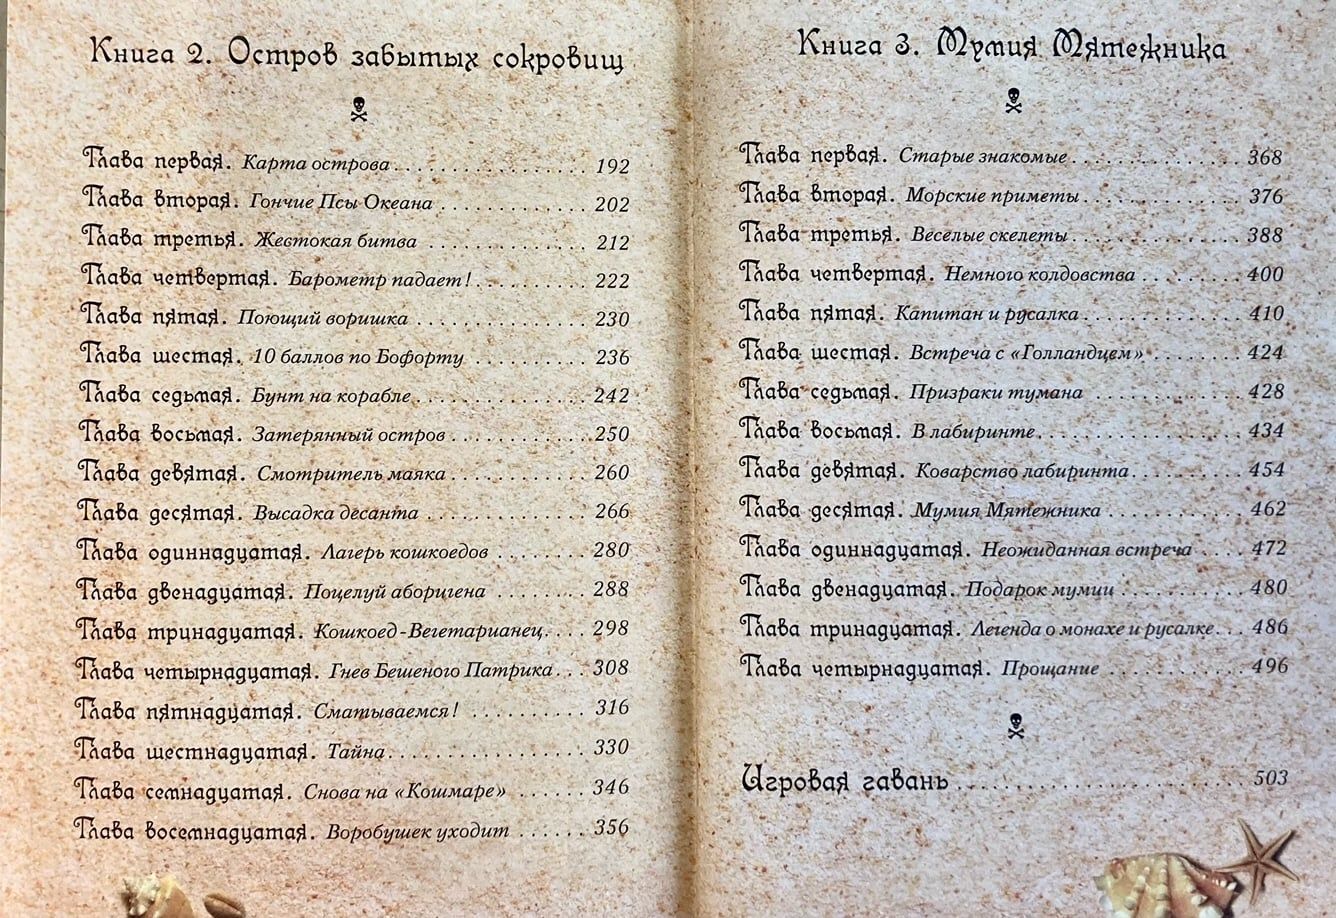 Книга 2. Остров забытых сокровищ
Глава первая. Карта острова . . . . . . . . . . . . . . . . 192
Глава вторая. Гончие Псы Океана . . . . . . . . . . . . 202
Глава третья. Жестокая битва . . . . . . . . . . . . . 212
Глава четвертая. Барометр падает! . . . . . . . . . . 222
Глава пятая. Поющий воришка . . . . . . . . . . . . . . 230
Глава шестая. 10 баллов по Бофорту . . . . . . . . . . 236
Глава седьмая. Бунт на корабле . . . . . . . . . . . . . . 242
Глава восьмая. Затерянный остров . . . . . . . . . . . . 250
Глава девятая. Смотритель маяка . . . . . . . . . . . . 260
Глава десятая. Высадка десанта . . . . . . . . . . . . . 266
Глава одиннадцатая. Лагерь кошкоедов . . . . . . . . 280
Глава двенадцатая. Поцелуй аборигена . . . . . . . . 288
Глава тринадцатая. Кошкоед-Вегетарианец. . . . 298
Глава четырнадцатая. Гнев Бешеного Патрика . . . 308
Глава пятнадцатая. Сматываемся! . . . . . . . . . . 316
Глава шестнадцатая. Тайна . . . . . . . . . . . . . . . . 330
Глава семнадцатая. Снова на «Кошмаре» . . . . . . 346
Глава восемнадцатая. Воробушек уходит . . . . . . 356
Книга 3. Мумия Мятежника
Глава первая. Старые знакомые . . . . . . . . . . . . . . 368
Глава вторая. Морские приметы . . . . . . . . . . . . . 376
Глава третья. Веселые скелеты . . . . . . . . . . . . . . 388
Глава четвертая. Немного колдовства . . . . . . . . 400
Глава пятая. Капитан и русалка . . . . . . . . . . . . . 410
Глава шестая. Встреча с «Голландцем» . . . . . . . . 424
Глава седьмая. Призраки тумана . . . . . . . . . . . . 428
Глава восьмая. В лабиринте. . . . . . . . . . . . . . . . . 434
Глава девятая. Коварство лабиринта . . . . . . . . . 454
Глава десятая. Мумия Мятежника . . . . . . . . . . . 462
Глава одиннадцатая. Неожиданная встреча . . . . 472
Глава двенадцатая. Подарок мумии . . . . . . . . . . 480
Глава тринадцатая. Легенда о монахе и русалке. . . 486
Глава четырнадцатая. Прощание . . . . . . . . . . . . 496
Игровая гавань . . . . . . . . . . . . . . . . . . . . . . . . 503